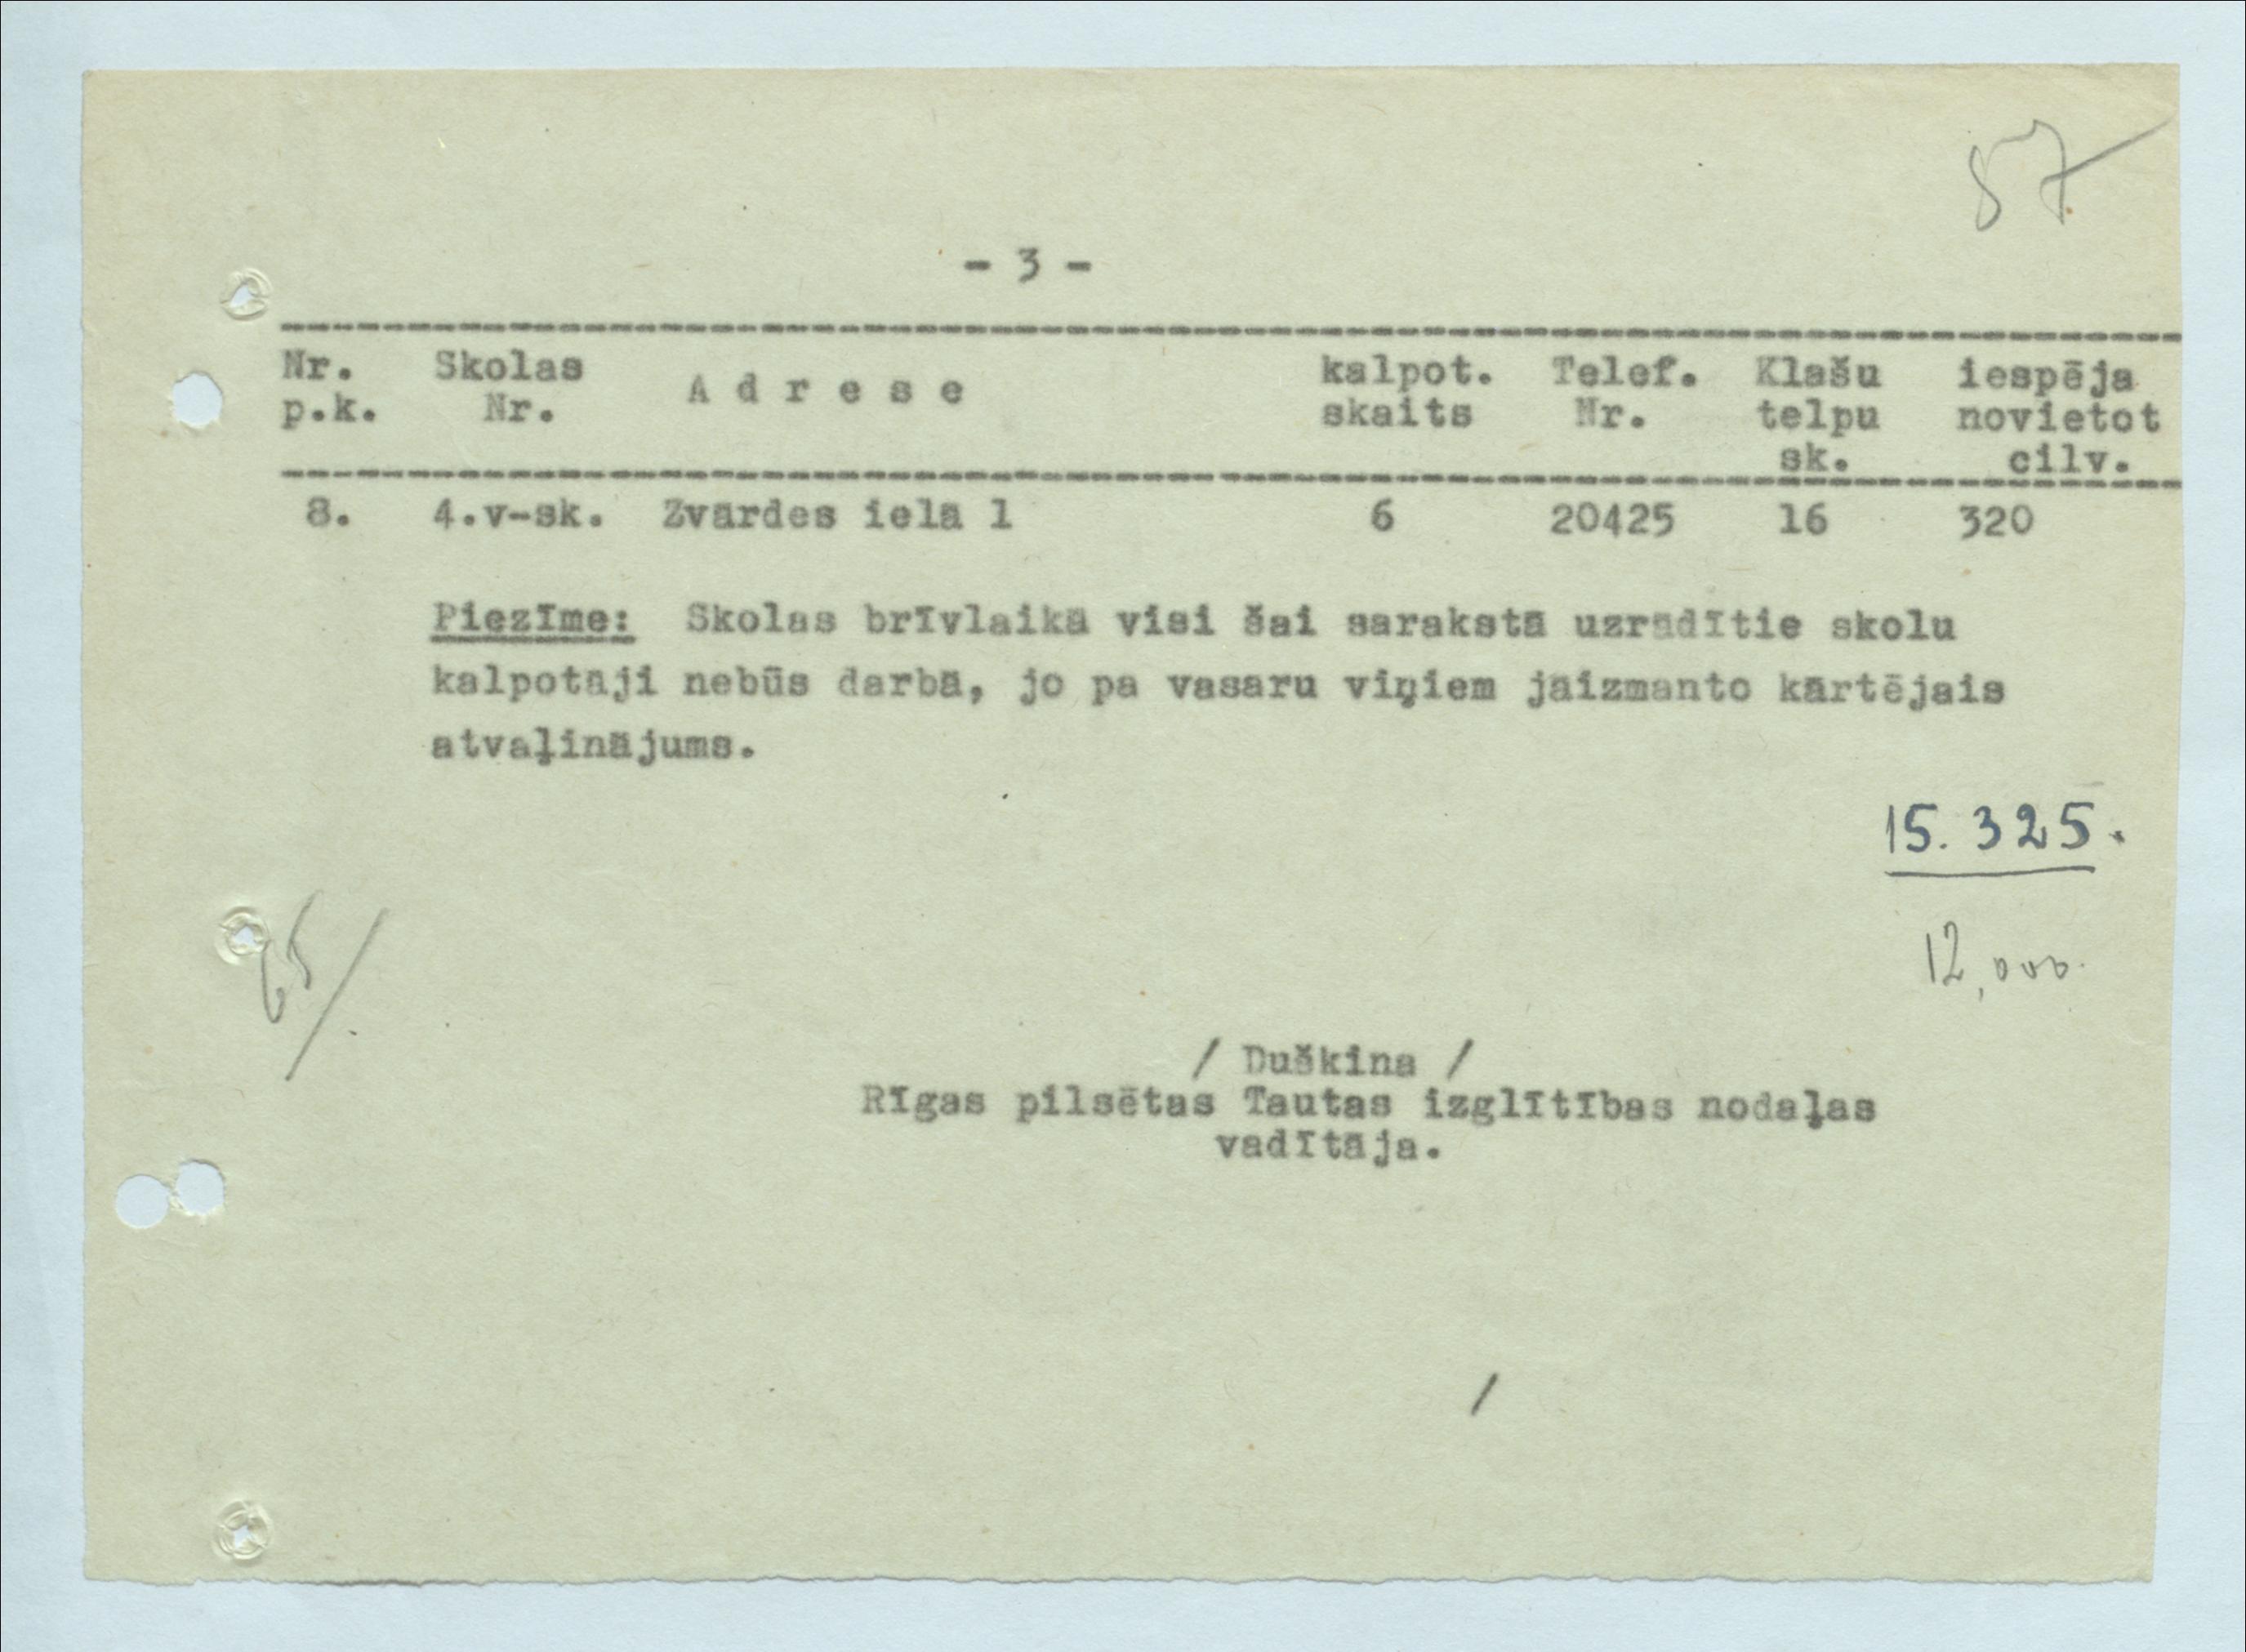 87
- 3 -
Nr. Skolas A d r e s e kalpot. Telef. Klašu iespēja
p.k. Nr. skaits Nr. telpu novietot
sk. cilv.
8. 4.v-sk. Zvārdes ielā 1 6 20425 16 320
Piezīme: Skolas brīvlaikā visi šai sarakstā uzrādītie skolu
kalpotāji nebūs darbā, jo pa vasaru viņiem jāizmanto kārtējais
atvaļinājums.
15.325.
12,000.
/ Duškina /
Rīgas pilsētas Tautas izglītības nodaļas
vadītāja.
/